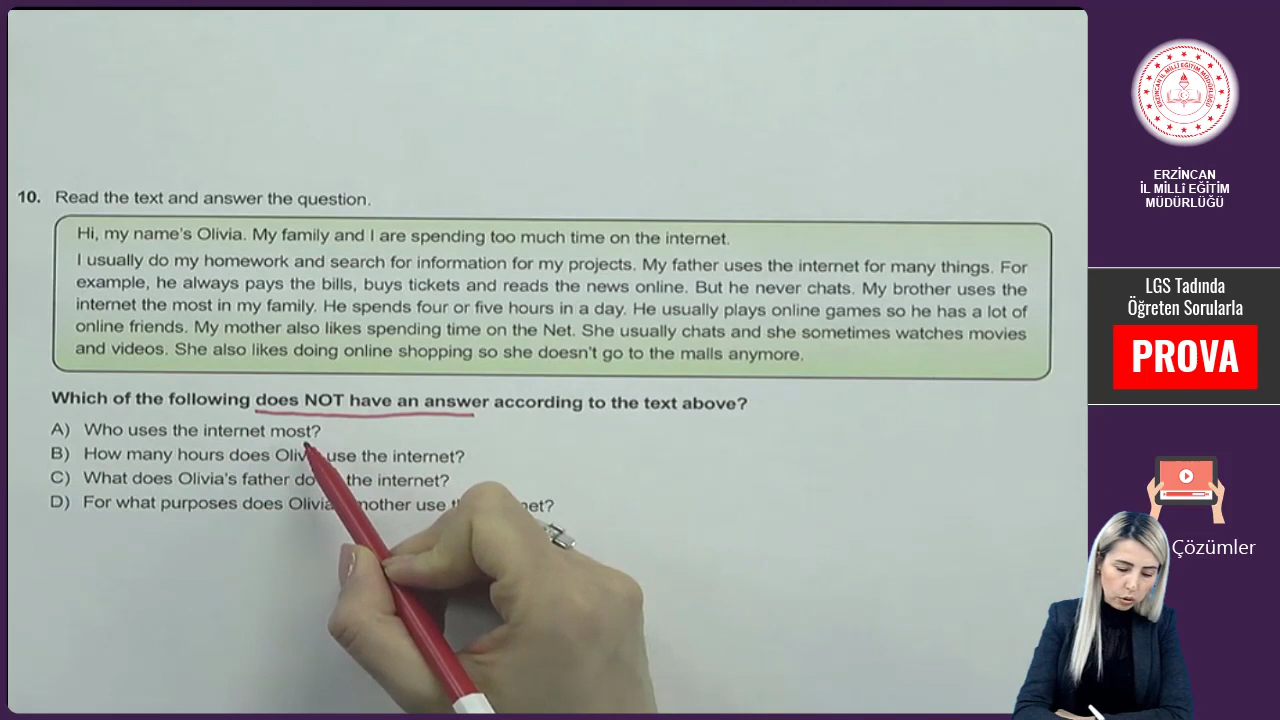 10. Read the text and answer the question.
Hi, my name's Olivia. My family and I are spending too much time on the internet.
I usually do my homework and search for information for my projects. My father uses the internet for many things. For
example, he always pays the bills, buys tickets and reads the news online. But he never chats. My brother uses the
internet the most in my family. He spends four or five hours in a day. He usually plays online games so he has a lot of
online friends. My mother also likes spending time on the Net. She usually chats and she sometimes watches movies
and videos. She also likes doing online shopping so she doesn't go to the malls anymore.
Which of the following does NOT have an answer according to the text above?
A) Who uses the internet most?
B) How many hours does use the internet?
C) What does Olivia's father the internet?
D) For what purposes does mother use
ERZİNCAN
İL MİLLÎ EĞİTİM
MÜDÜRLÜĞÜ
LGS Tadında
Öğreten Sorularla
PROVA
Çözümler